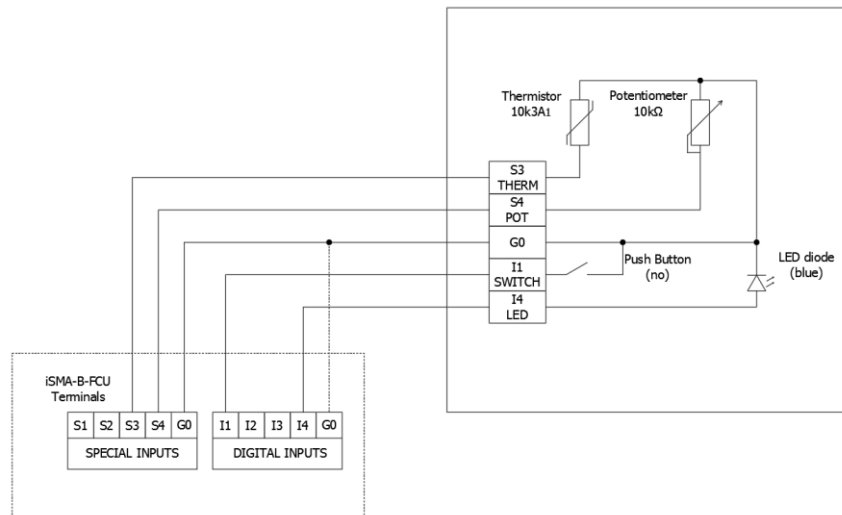 Thermistor
10k3A1
Potentiometer
10kΩ
S3
THERM
S4
POT
G0
I1
SWITCH
I4
LED
Push Button
(no)
LED diode
(blue)
iSMA-B-FCU
Terminals
S1 S2 S3 S4 G0
SPECIAL INPUTS
I1 I2 I3 I4 G0
DIGITAL INPUTS